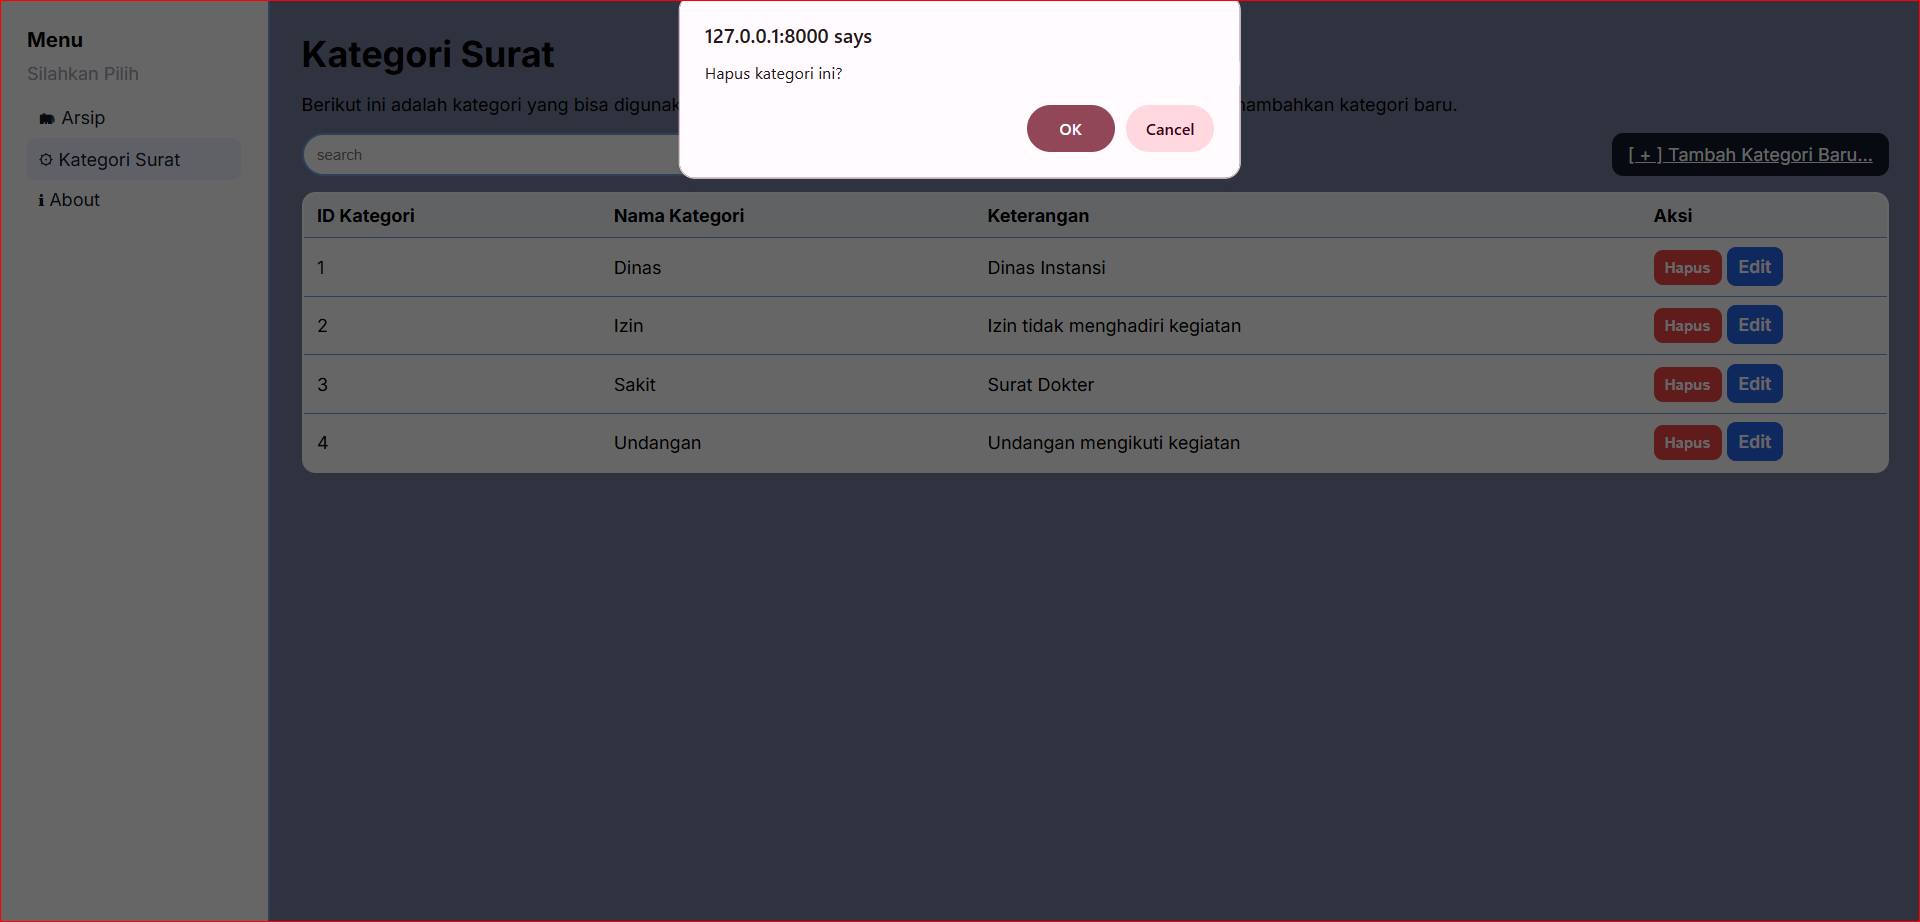 Menu
Silahkan Pilih
Arsip
Kategori Surat
About
127.0.0.1:8000 says
Hapus kategori ini?
OK
Cancel
Kategori Surat
Berikut ini adalah kategori yang bisa kategori baru.
search
[ + ] Tambah Kategori Baru...
ID Kategori Nama Kategori Keterangan Aksi
1 Dinas Dinas Instansi Hapus Edit
2 Izin Izin tidak menghadiri kegiatan Hapus Edit
3 Sakit Surat Dokter Hapus Edit
4 Undangan Undangan mengikuti kegiatan Hapus Edit